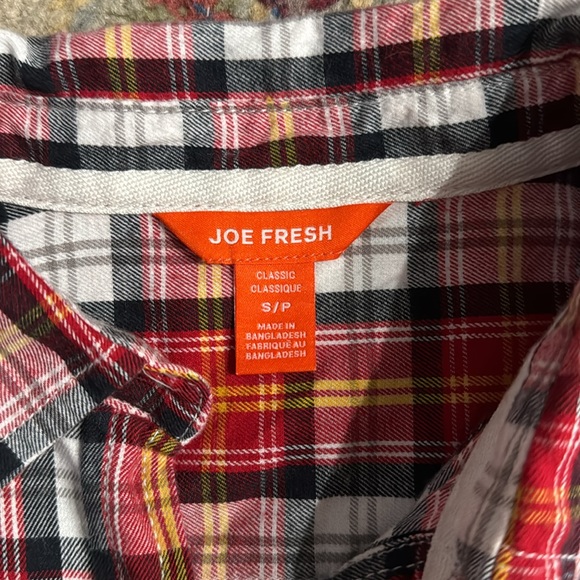 JOE FRESH
CLASSIC
CLASSIQUE
S/P
MADE IN
BANGLADESH
FABRIQUÉ AU
BANGLADESH